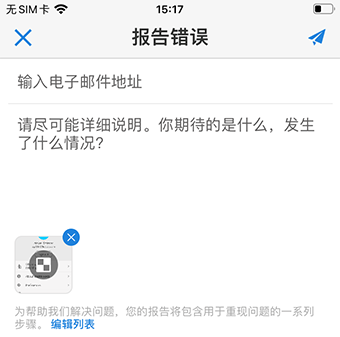 无SIM卡 15:17
报告错误
输入电子邮件地址
请尽可能详细说明。你期待的是什么，发生
了什么情况?
为帮助我们解决问题，您的报告将包含用于重现问题的一系列
步骤。 编辑列表